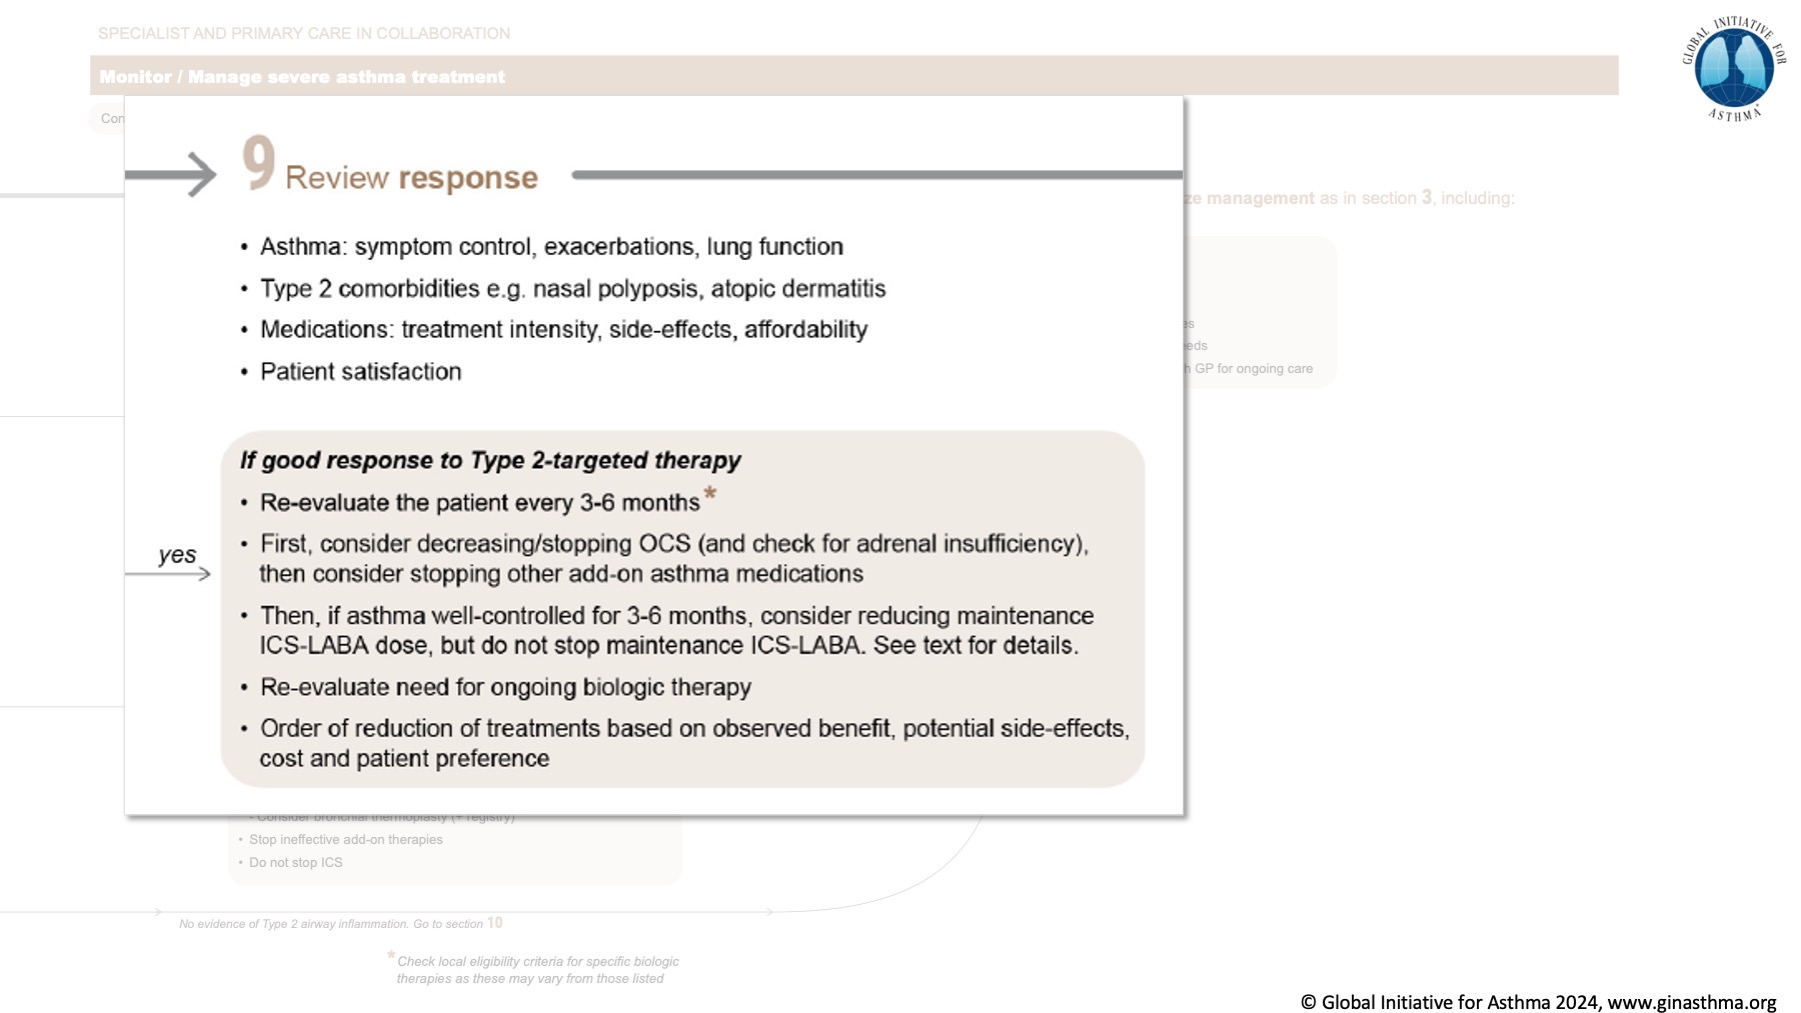 SPECIALIST AND PRIMARY CARE IN COLLABORATION
Monitor / Manage severe asthma treatment
GLOBAL INITIATIVE FOR ASTHMA
Con
9 Review response
ze management as in section 3, including:
• Asthma: symptom control, exacerbations, lung function
• Type 2 comorbidities e.g. nasal polyposis, atopic dermatitis
• Medications: treatment intensity, side-effects, affordability
• Patient satisfaction
es
eeds
h GP for ongoing care
If good response to Type 2-targeted therapy
• Re-evaluate the patient every 3-6 months*
yes
• First, consider decreasing/stopping OCS (and check for adrenal insufficiency),
then consider stopping other add-on asthma medications
• Then, if asthma well-controlled for 3-6 months, consider reducing maintenance
ICS-LABA dose, but do not stop maintenance ICS-LABA. See text for details.
• Re-evaluate need for ongoing biologic therapy
• Order of reduction of treatments based on observed benefit, potential side-effects,
cost and patient preference
- Consider bronchial thermoplasty (+ registry)
• Stop ineffective add-on therapies
• Do not stop ICS
No evidence of Type 2 airway inflammation. Go to section 10
* Check local eligibility criteria for specific biologic
therapies as these may vary from those listed
© Global Initiative for Asthma 2024, www.ginasthma.org